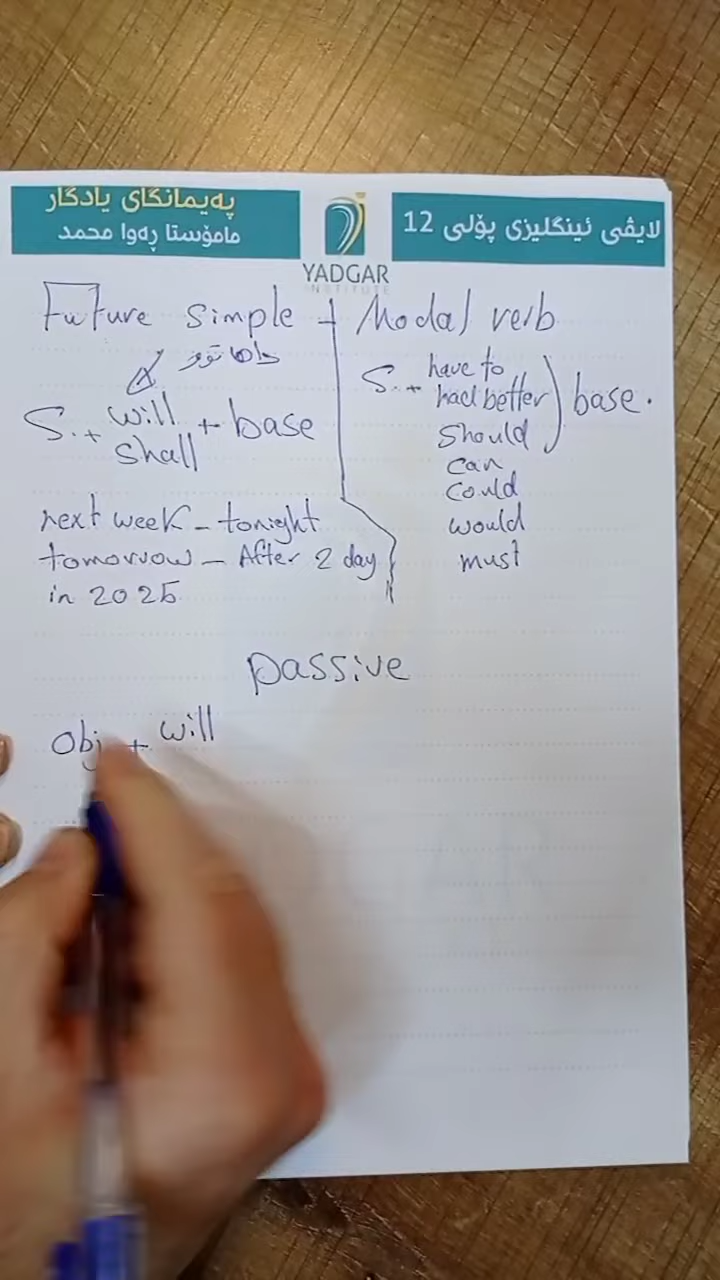 پەیمانگای یادگار
مامۆستا ڕەوا محمد
YADGAR
INSTITUTE
لایڤی ئینگلیزی پۆلی 12
Future simple + Modal verb
داهاتوو
S. + will / shall + base
S. + have to
had better
should
can
could
would
must
) base.
next week - tonight
tomorrow - After 2 day
in 2025
passive
obj + will